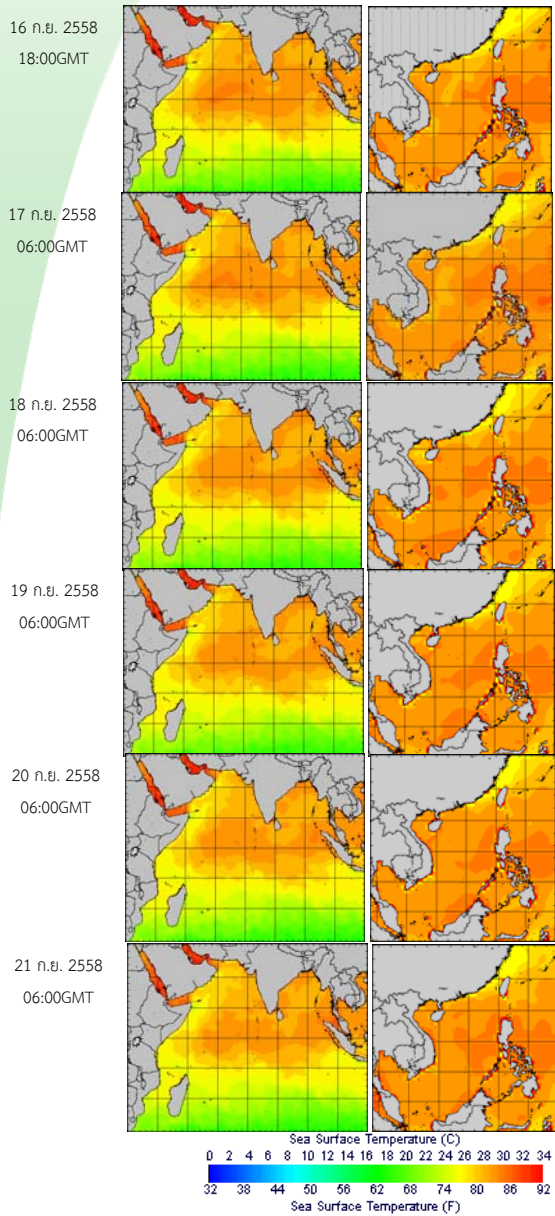 16 ก.ย. 2558
18:00GMT
17 ก.ย. 2558
06:00GMT
18 ก.ย. 2558
06:00GMT
19 ก.ย. 2558
06:00GMT
20 ก.ย. 2558
06:00GMT
21 ก.ย. 2558
06:00GMT
Sea Surface Temperature (C)
0 2 4 6 8 10 12 14 16 18 20 22 24 26 28 30 32 34
32 38 44 50 56 62 68 74 80 86 92
Sea Surface Temperature (F)